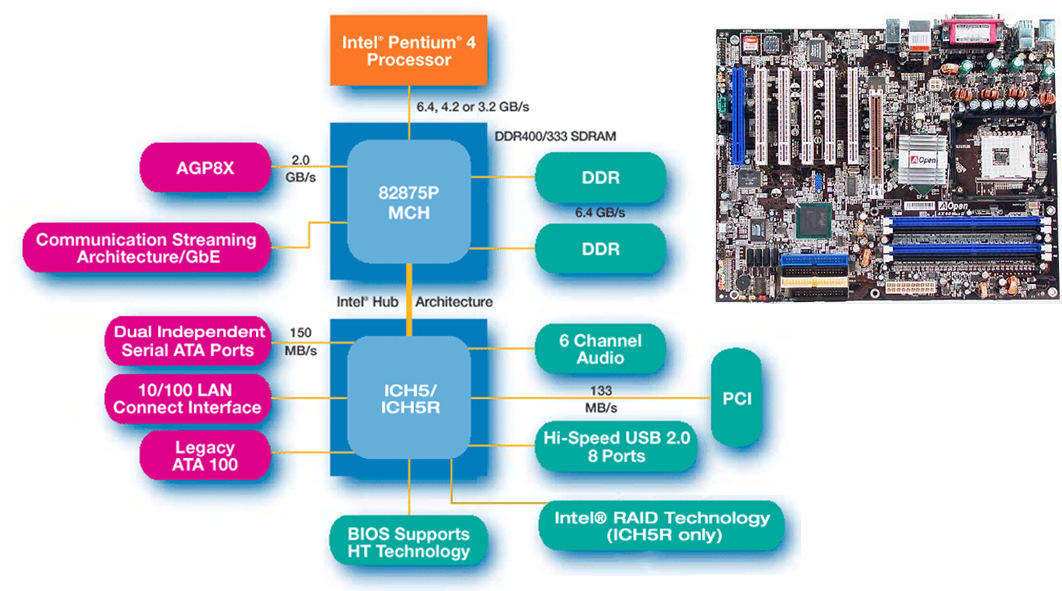 Intel® Pentium® 4
Processor
6.4, 4.2 or 3.2 GB/s
DDR400/333 SDRAM
AGP8X
2.0
GB/s
82875P
MCH
DDR
6.4 GB/s
DDR
Communication Streaming
Architecture/GbE
Intel® Hub Architecture
Dual Independent
Serial ATA Ports
150
MB/s
6 Channel
Audio
10/100 LAN
Connect Interface
ICH5/
ICH5R
133
MB/s
PCI
Legacy
ATA 100
Hi-Speed USB 2.0
8 Ports
BIOS Supports
HT Technology
Intel® RAID Technology
(ICH5R only)
AOpen
AOpen